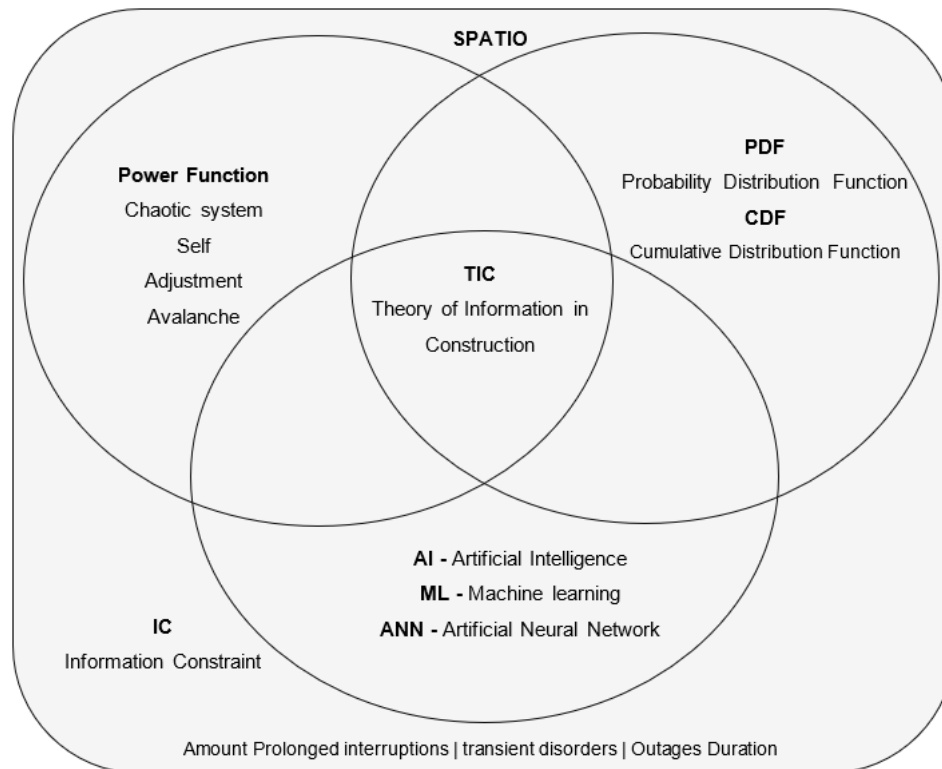 SPATIO
Power Function
Chaotic system
Self
Adjustment
Avalanche
PDF
Probability Distribution Function
CDF
Cumulative Distribution Function
TIC
Theory of Information in
Construction
AI - Artificial Intelligence
ML - Machine learning
ANN - Artificial Neural Network
IC
Information Constraint
Amount Prolonged interruptions | transient disorders | Outages Duration